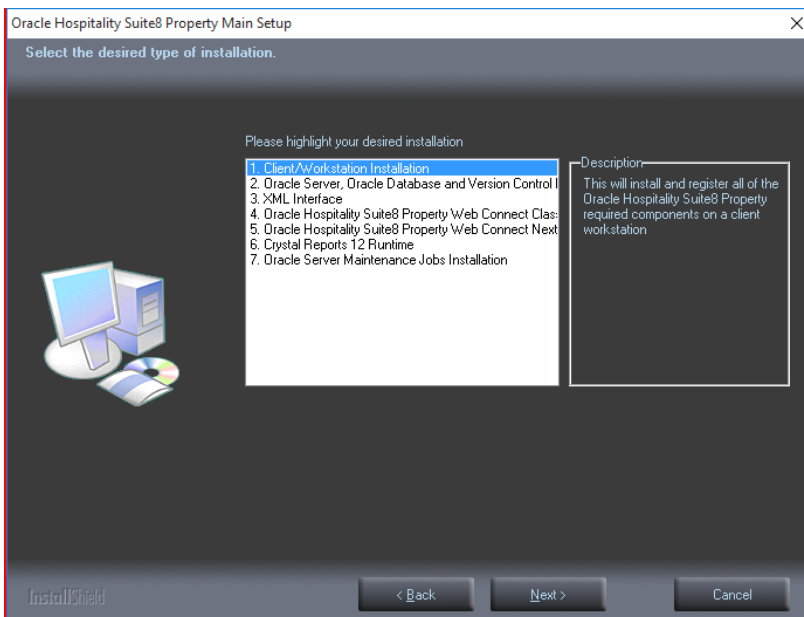 Oracle Hospitality Suite8 Property Main Setup
Select the desired type of installation.
Please highlight your desired installation
1. Client/Workstation Installation
2. Oracle Server, Oracle Database and Version Control
3. XML Interface
4. Oracle Hospitality Suite8 Property Web Connect
5. Oracle Hospitality Suite8 Property Web Connect Next
6. Crystal Reports 12 Runtime
7. Oracle Server Maintenance Jobs Installation
Description
This will install and register all of the
Oracle Hospitality Suite8 Property
required components on a client
workstation
InstallShield
< Back
Next >
Cancel